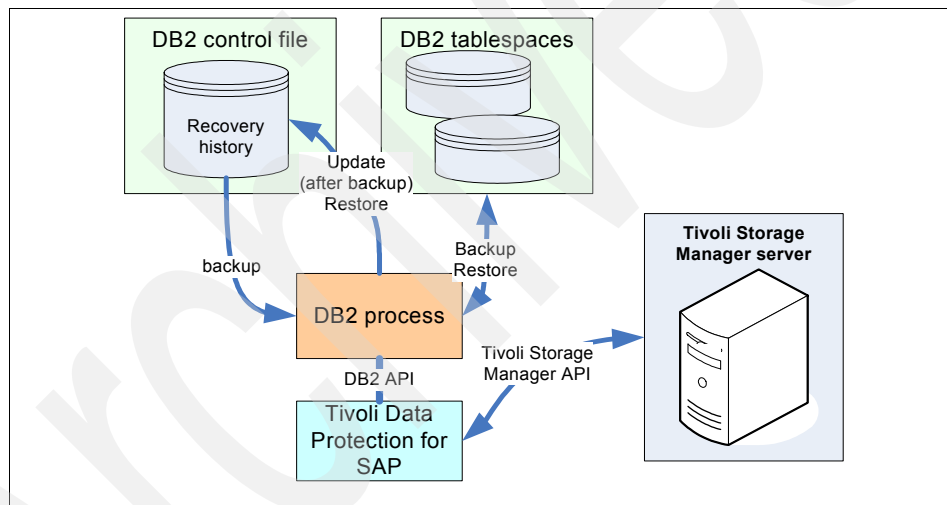 DB2 control file
DB2 tablespaces
Recovery
history
Update
(after backup)
Restore
backup
Backup
Restore
Tivoli Storage
Manager server
DB2 process
Tivoli Storage
Manager API
DB2 API
Tivoli Data
Protection for
SAP